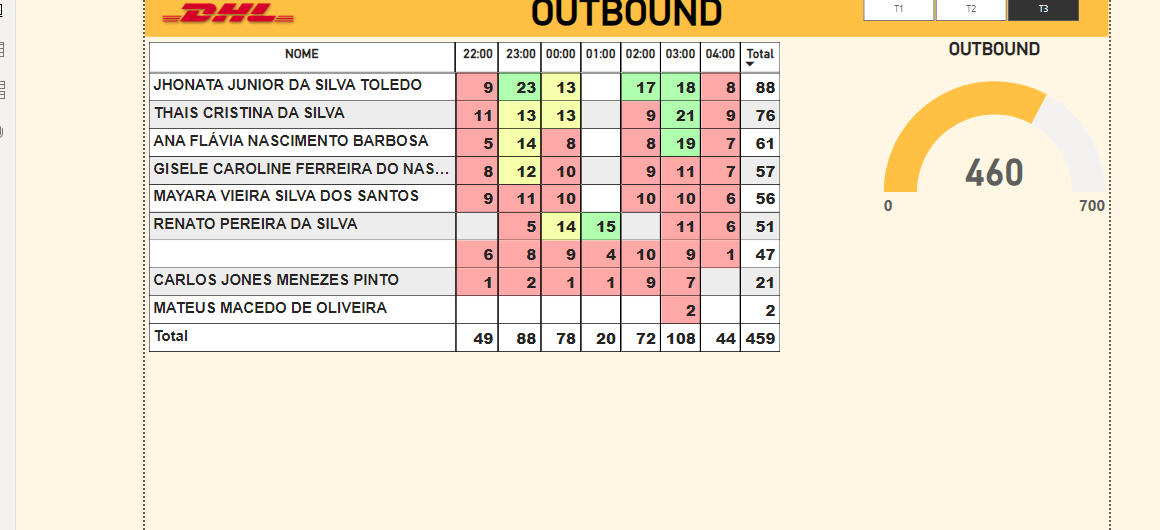 DHL
OUTBOUND
T1 T2 T3
NOME 22:00 23:00 00:00 01:00 02:00 03:00 04:00 Total
JHONATA JUNIOR DA SILVA TOLEDO 9 23 13 17 18 8 88
THAIS CRISTINA DA SILVA 11 13 13 9 21 9 76
ANA FLÁVIA NASCIMENTO BARBOSA 5 14 8 8 19 7 61
GISELE CAROLINE FERREIRA DO NAS... 8 12 10 9 11 7 57
MAYARA VIEIRA SILVA DOS SANTOS 9 11 10 10 10 6 56
RENATO PEREIRA DA SILVA 5 14 15 11 6 51
6 8 9 4 10 9 1 47
CARLOS JONES MENEZES PINTO 1 2 1 1 9 7 21
MATEUS MACEDO DE OLIVEIRA 2 2
Total 49 88 78 20 72 108 44 459
OUTBOUND
460
0 700